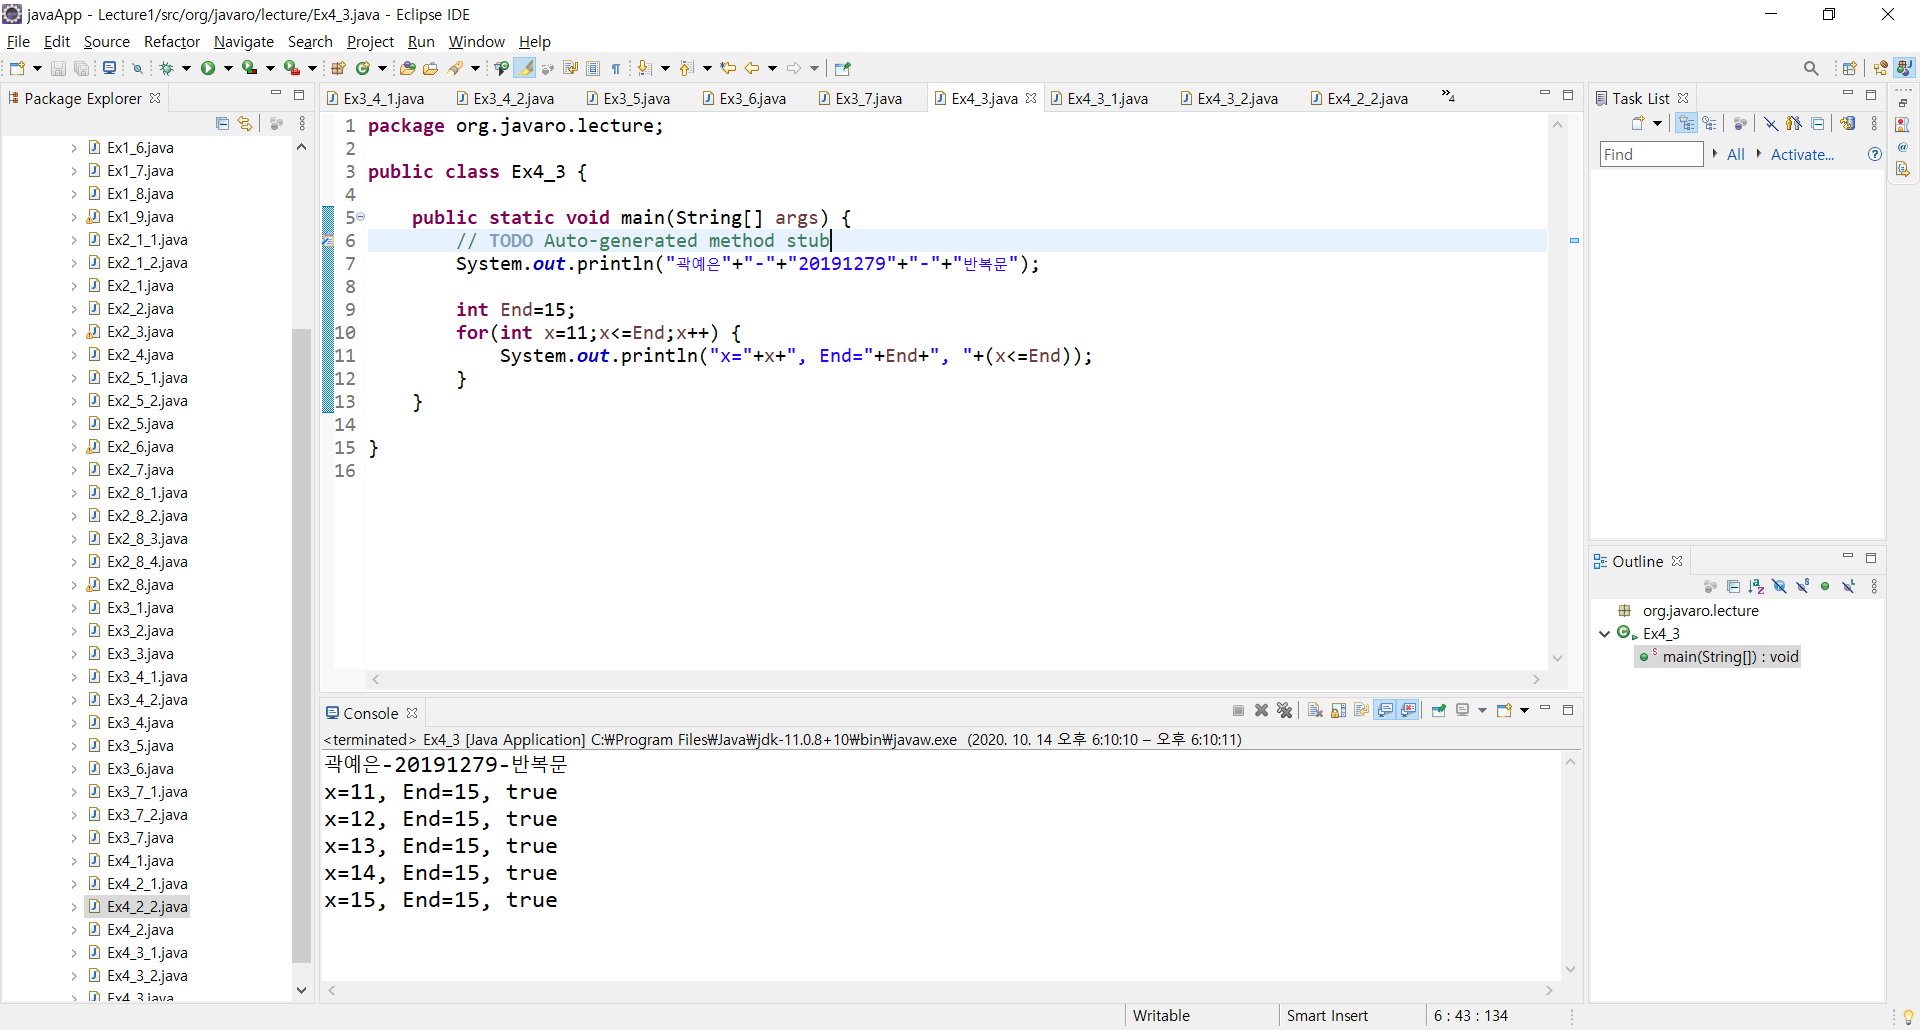 javaApp - Lecture1/src/org/javaro/lecture/Ex4_3.java - Eclipse IDE
File Edit Source Refactor Navigate Search Project Run Window Help
Package Explorer
Ex1_6.java
Ex1_7.java
Ex1_8.java
Ex1_9.java
Ex2_1_1.java
Ex2_1_2.java
Ex2_1.java
Ex2_2.java
Ex2_3.java
Ex2_4.java
Ex2_5_1.java
Ex2_5_2.java
Ex2_5.java
Ex2_6.java
Ex2_7.java
Ex2_8_1.java
Ex2_8_2.java
Ex2_8_3.java
Ex2_8_4.java
Ex2_8.java
Ex3_1.java
Ex3_2.java
Ex3_3.java
Ex3_4_1.java
Ex3_4_2.java
Ex3_4.java
Ex3_5.java
Ex3_6.java
Ex3_7_1.java
Ex3_7_2.java
Ex3_7.java
Ex4_1.java
Ex4_2_1.java
Ex4_2_2.java
Ex4_2.java
Ex4_3_1.java
Ex4_3_2.java
Ex4_3.java
Ex3_4_1.java Ex3_4_2.java Ex3_5.java Ex3_6.java Ex3_7.java Ex4_3.java Ex4_3_1.java Ex4_3_2.java Ex4_2_2.java »4
1 package org.javaro.lecture;
2
3 public class Ex4_3 {
4
5 public static void main(String[] args) {
6 // TODO Auto-generated method stub
7 System.out.println("곽예은"+"-"+"20191279"+"-"+"반복문");
8
9 int End=15;
10 for(int x=11;x<=End;x++) {
11 System.out.println("x="+x+", End="+End+", "+(x<=End));
12 }
13 }
14
15 }
16
Console
<terminated> Ex4_3 [Java Application] C:₩Program Files₩Java₩jdk-11.0.8+10₩bin₩javaw.exe (2020. 10. 14 오후 6:10:10 – 오후 6:10:11)
곽예은-20191279-반복문
x=11, End=15, true
x=12, End=15, true
x=13, End=15, true
x=14, End=15, true
x=15, End=15, true
Task List
Find All Activate...
Outline
org.javaro.lecture
Ex4_3
main(String[]) : void
Writable Smart Insert 6 : 43 : 134